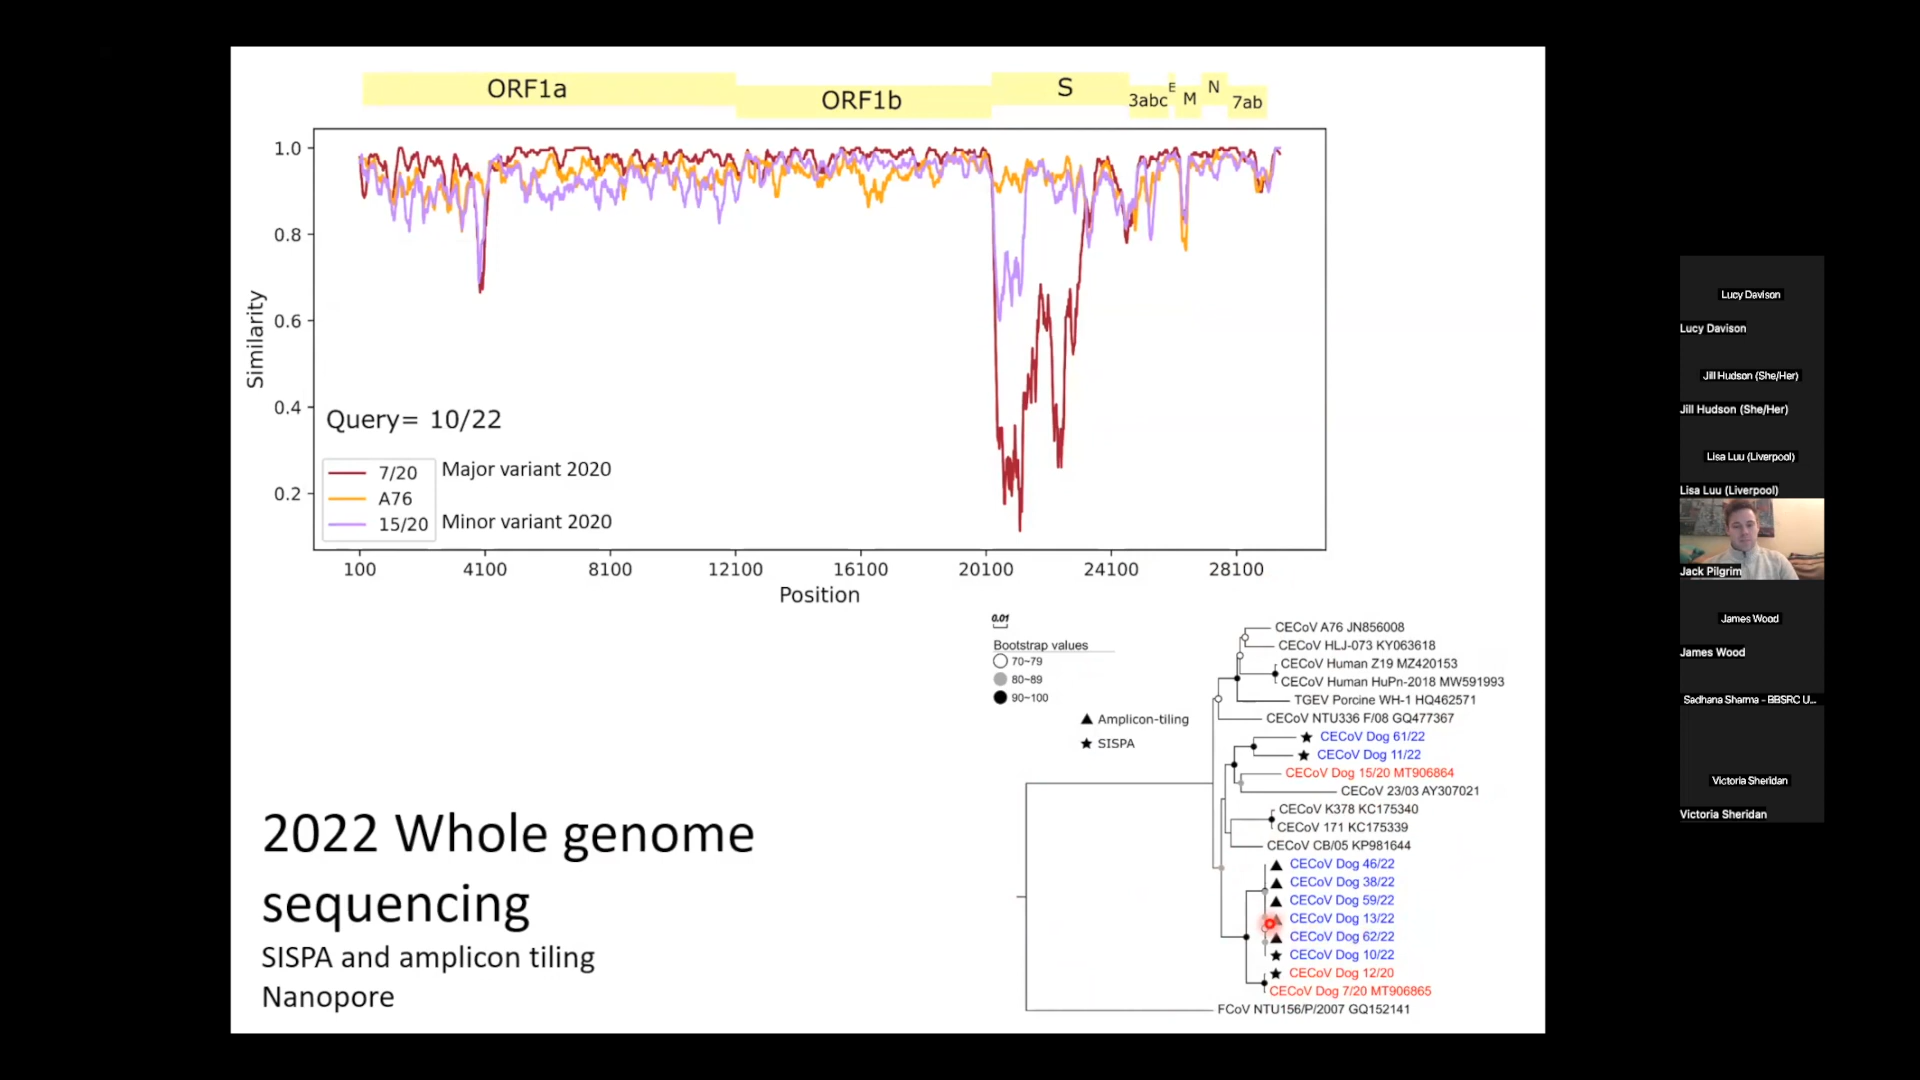 ORF1a
ORF1b
S
3abc
E
M
N
7ab
1.0
0.8
0.6
0.4
0.2
Similarity
Query= 10/22
7/20 Major variant 2020
A76
15/20 Minor variant 2020
100 4100 8100 12100 16100 20100 24100 28100
Position
0.01
Bootstrap values
70~79
80~89
90~100
Amplicon-tiling
SISPA
CECoV A76 JN856008
CECoV HLJ-073 KY063618
CECoV Human Z19 MZ420153
CECoV Human HuPn-2018 MW591993
TGEV Porcine WH-1 HQ462571
CECoV NTU336 F/08 GQ477367
CECoV Dog 61/22
CECoV Dog 11/22
CECoV Dog 15/20 MT906864
CECoV 23/03 AY307021
CECoV K378 KC175340
CECoV 171 KC175339
CECoV CB/05 KP981644
CECoV Dog 46/22
CECoV Dog 38/22
CECoV Dog 59/22
CECoV Dog 13/22
CECoV Dog 62/22
CECoV Dog 10/22
CECoV Dog 12/20
CECoV Dog 7/20 MT906865
FCoV NTU156/P/2007 GQ152141
2022 Whole genome
sequencing
SISPA and amplicon tiling
Nanopore
Lucy Davison
Lucy Davison
Jill Hudson (She/Her)
Jill Hudson (She/Her)
Lisa Luu (Liverpool)
Lisa Luu (Liverpool)
Jack Pilgrim
James Wood
James Wood
Sadhana Sharma - BBSRC U...
Victoria Sheridan
Victoria Sheridan